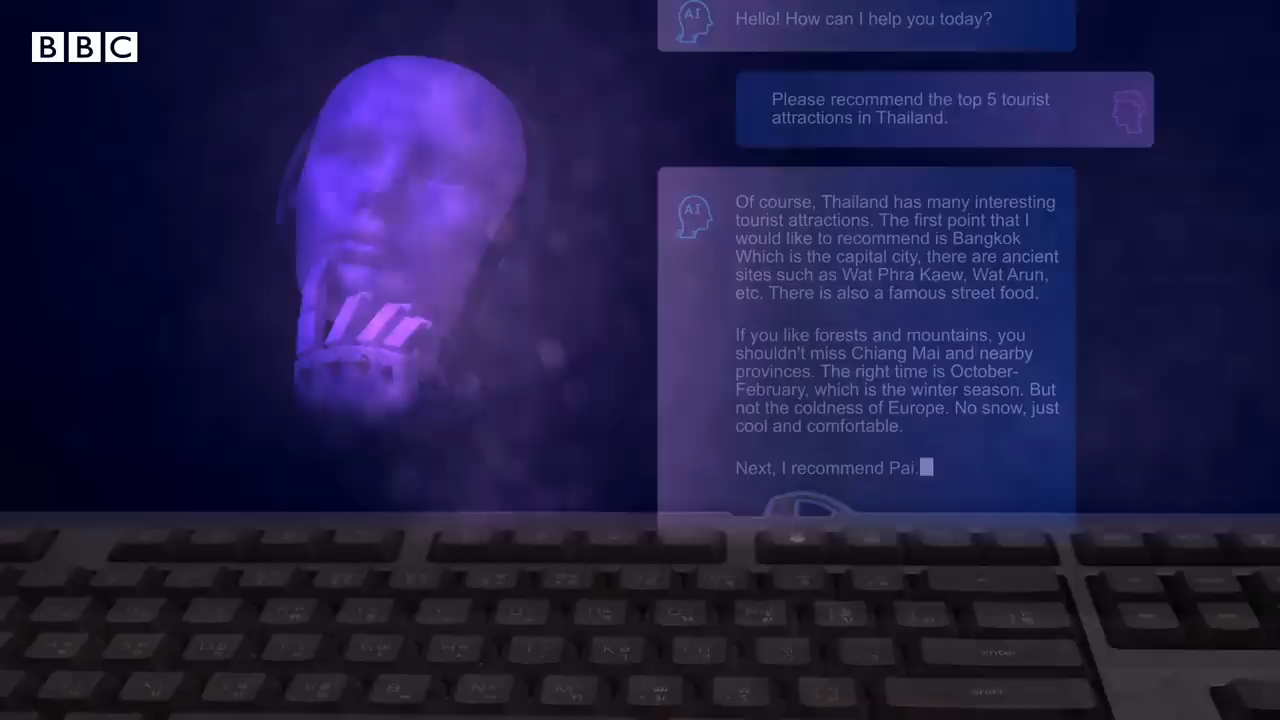 BBC
AI
Hello! How can I help you today?
Please recommend the top 5 tourist
attractions in Thailand.
AI
Of course, Thailand has many interesting
tourist attractions. The first point that I
would like to recommend is Bangkok
Which is the capital city, there are ancient
sites such as Wat Phra Kaew, Wat Arun,
etc. There is also a famous street food.
If you like forests and mountains, you
shouldn't miss Chiang Mai and nearby
provinces. The right time is October-
February, which is the winter season. But
not the coldness of Europe. No snow, just
cool and comfortable.
Next, I recommend Pai.
enter
shift